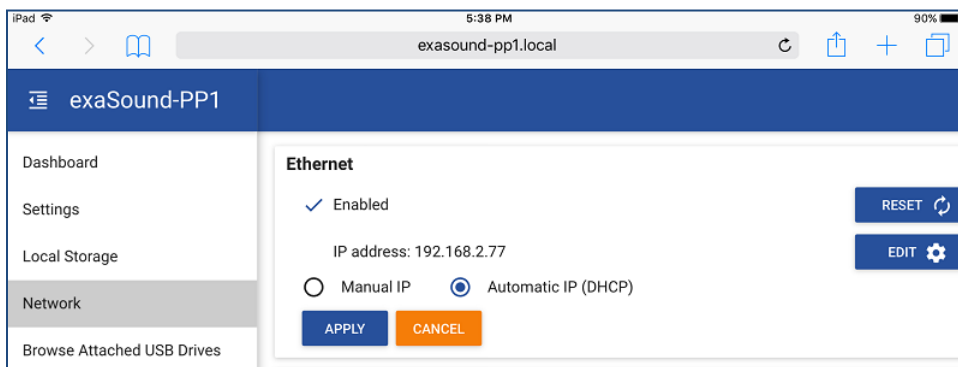 iPad 5:38 PM 90%
exasound-pp1.local
exaSound-PP1
Dashboard
Settings
Local Storage
Network
Browse Attached USB Drives
Ethernet
Enabled
RESET
IP address: 192.168.2.77
EDIT
Manual IP Automatic IP (DHCP)
APPLY CANCEL